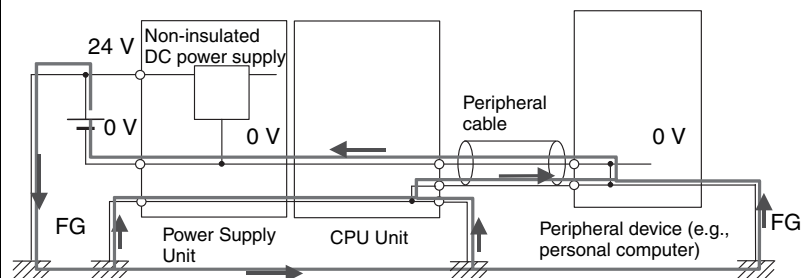 24 V
Non-insulated
DC power supply
0 V
0 V
Peripheral
cable
0 V
FG
Power Supply
Unit
CPU Unit
Peripheral device (e.g.,
personal computer)
FG